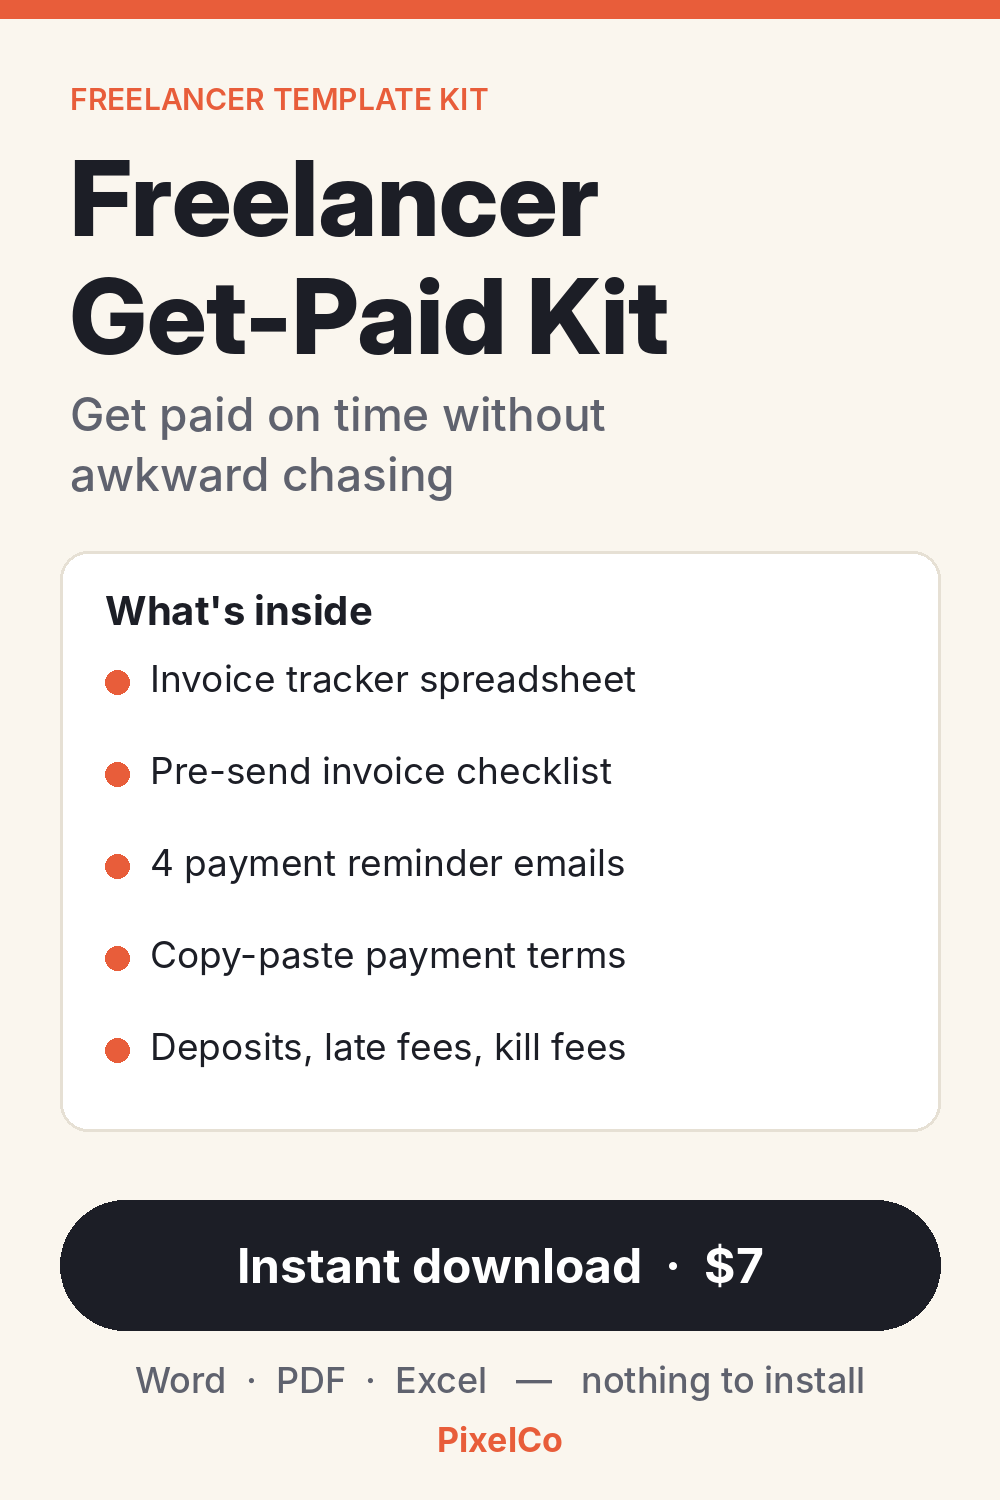 FREELANCER TEMPLATE KIT
Freelancer
Get-Paid Kit
Get paid on time without
awkward chasing
What's inside
Invoice tracker spreadsheet
Pre-send invoice checklist
4 payment reminder emails
Copy-paste payment terms
Deposits, late fees, kill fees
Instant download · $7
Word · PDF · Excel — nothing to install
PixelCo